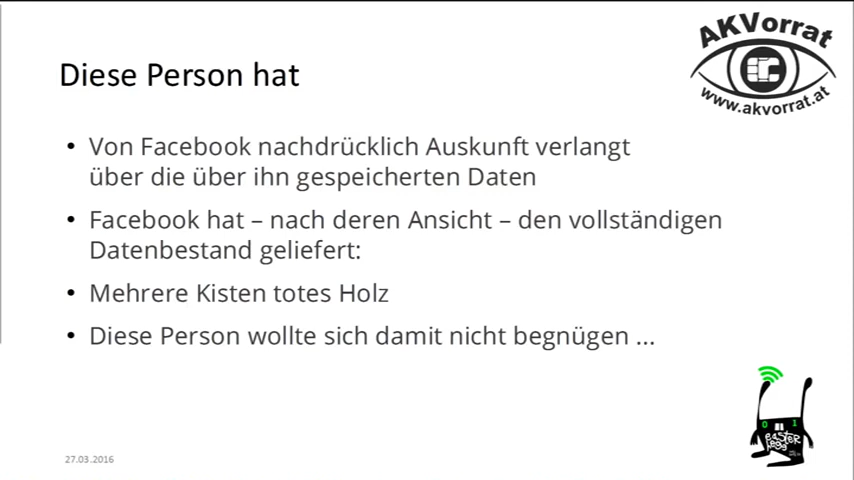 AKVorrat
www.akvorrat.at
Diese Person hat
• Von Facebook nachdrücklich Auskunft verlangt
über die über ihn gespeicherten Daten
• Facebook hat – nach deren Ansicht – den vollständigen
Datenbestand geliefert:
• Mehrere Kisten totes Holz
• Diese Person wollte sich damit nicht begnügen ...
0 1
easter
hegg
27.03.2016